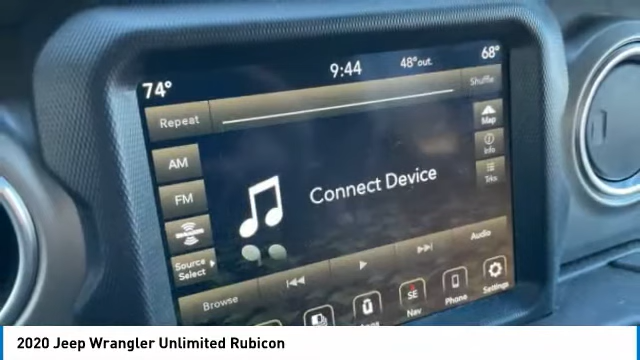 74°
9:44
48°out.
68°
Repeat
Shuffle
AM
Map
FM
Info
Trks
Connect Device
Source
Select
Audio
Browse
SE
Nav
Phone
Settings
2020 Jeep Wrangler Unlimited Rubicon